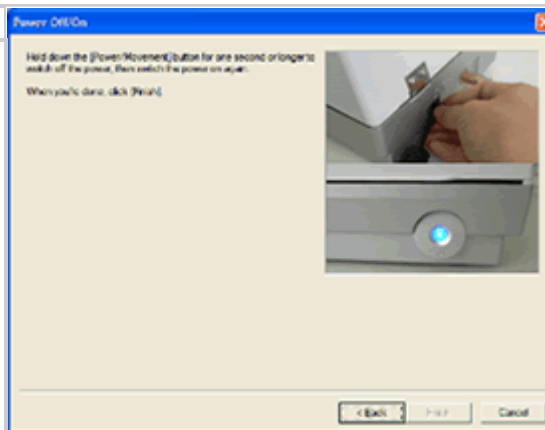 Power Off/On
Hold down the [Power/Movement] button for one second or longer to
switch off the power, then switch the power on again.
When you're done, click [Finish].
< Back
Finish
Cancel